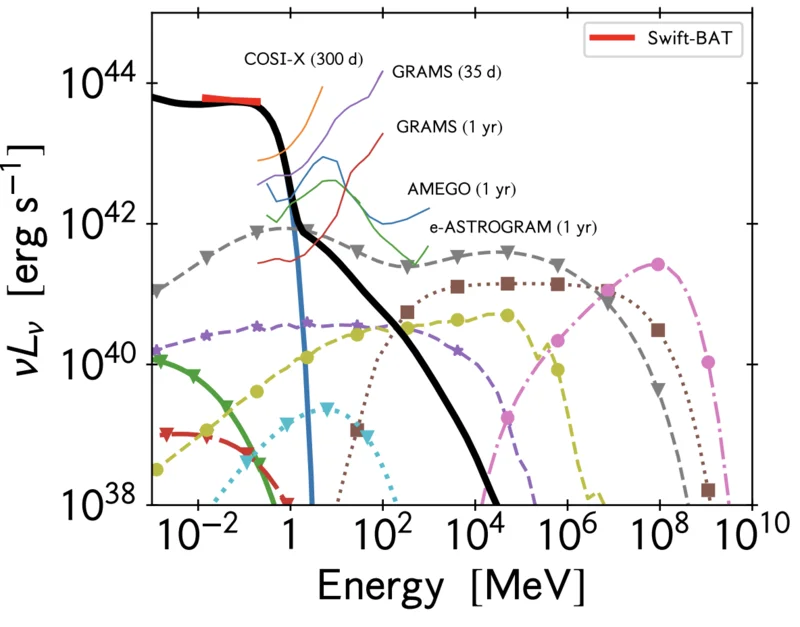 Swift-BAT
COSI-X (300 d)
GRAMS (35 d)
GRAMS (1 yr)
AMEGO (1 yr)
e-ASTROGRAM (1 yr)
10^44
10^42
10^40
10^38
νL_ν [erg s^−1]
10^−2 1 10^2 10^4 10^6 10^8 10^10
Energy [MeV]